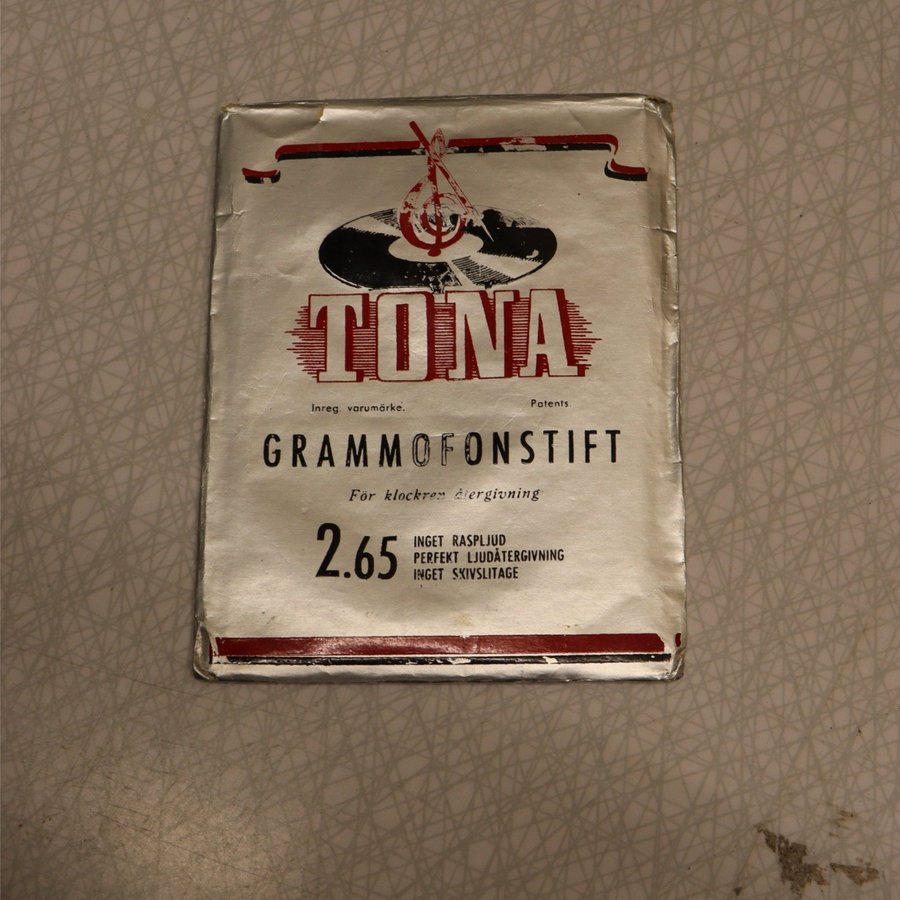 TONA
Inreg. varumärke.
Patents.
GRAMMOFONSTIFT
För klockren återgivning
2.65
INGET RASPLJUD
PERFEKT LJUDÅTERGIVNING
INGET SKIVSLITAGE